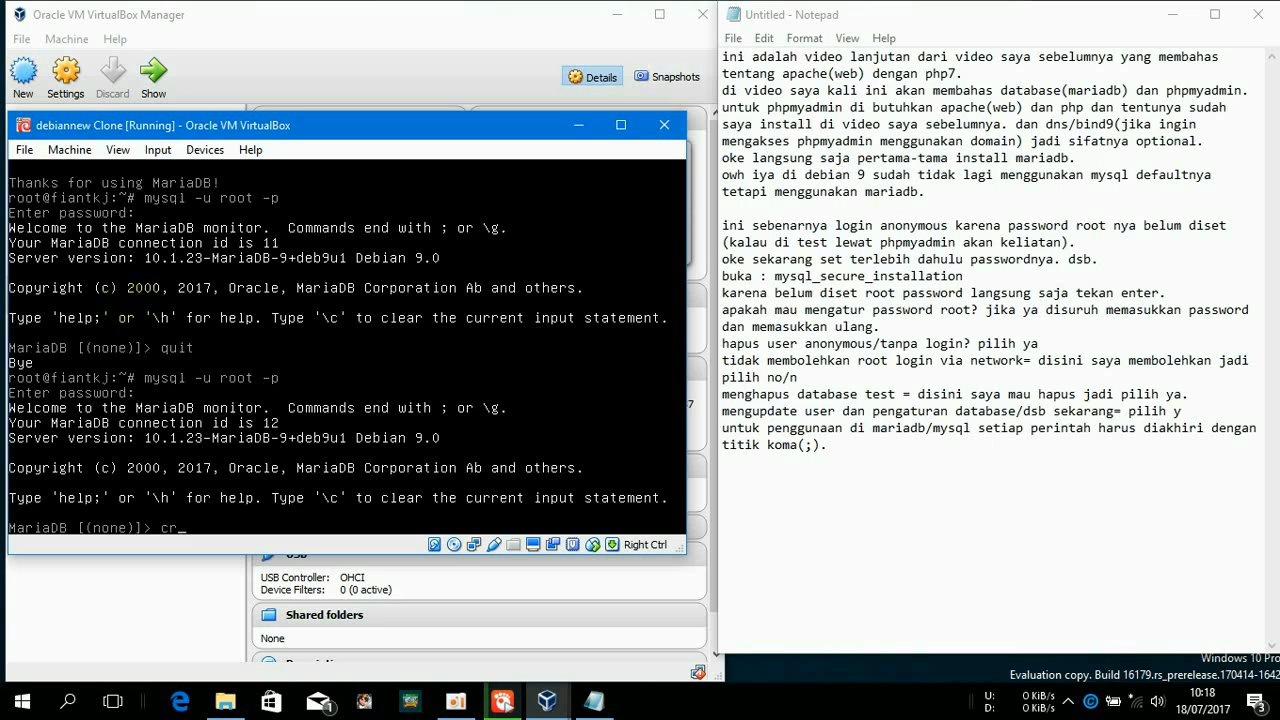 Oracle VM VirtualBox Manager
File Machine Help
New Settings Discard Show
Details Snapshots
debiannew Clone [Running] - Oracle VM VirtualBox
File Machine View Input Devices Help
Thanks for using MariaDB!
root@fiantkj:~# mysql -u root -p
Enter password:
Welcome to the MariaDB monitor.  Commands end with ; or \g.
Your MariaDB connection id is 11
Server version: 10.1.23-MariaDB-9+deb9u1 Debian 9.0
Copyright (c) 2000, 2017, Oracle, MariaDB Corporation Ab and others.
Type 'help;' or '\h' for help. Type '\c' to clear the current input statement.
MariaDB [(none)]> quit
Bye
root@fiantkj:~# mysql -u root -p
Enter password:
Welcome to the MariaDB monitor.  Commands end with ; or \g.
Your MariaDB connection id is 12
Server version: 10.1.23-MariaDB-9+deb9u1 Debian 9.0
Copyright (c) 2000, 2017, Oracle, MariaDB Corporation Ab and others.
Type 'help;' or '\h' for help. Type '\c' to clear the current input statement.
MariaDB [(none)]> cr_
Right Ctrl
7
USB Controller: OHCI
Device Filters: 0 (0 active)
Shared folders
None
Untitled - Notepad
File Edit Format View Help
ini adalah video lanjutan dari video saya sebelumnya yang membahas
tentang apache(web) dengan php7.
di video saya kali ini akan membahas database(mariadb) dan phpmyadmin.
untuk phpmyadmin di butuhkan apache(web) dan php dan tentunya sudah
saya install di video saya sebelumnya. dan dns/bind9(jika ingin
mengakses phpmyadmin menggunakan domain) jadi sifatnya optional.
oke langsung saja pertama-tama install mariadb.
owh iya di debian 9 sudah tidak lagi menggunakan mysql defaultnya
tetapi menggunakan mariadb.
ini sebenarnya login anonymous karena password root nya belum diset
(kalau di test lewat phpmyadmin akan keliatan).
oke sekarang set terlebih dahulu passwordnya. dsb.
buka : mysql_secure_installation
karena belum diset root password langsung saja tekan enter.
apakah mau mengatur password root? jika ya disuruh memasukkan password
dan memasukkan ulang.
hapus user anonymous/tanpa login? pilih ya
tidak membolehkan root login via network= disini saya membolehkan jadi
pilih no/n
menghapus database test = disini saya mau hapus jadi pilih ya.
mengupdate user dan pengaturan database/dsb sekarang= pilih y
untuk penggunaan di mariadb/mysql setiap perintah harus diakhiri dengan
titik koma(;).
Windows 10 Pro
Evaluation copy. Build 16179.rs_prerelease.170414-1642
1
U: 0 KiB/s
D: 0 KiB/s
10:18
18/07/2017
3